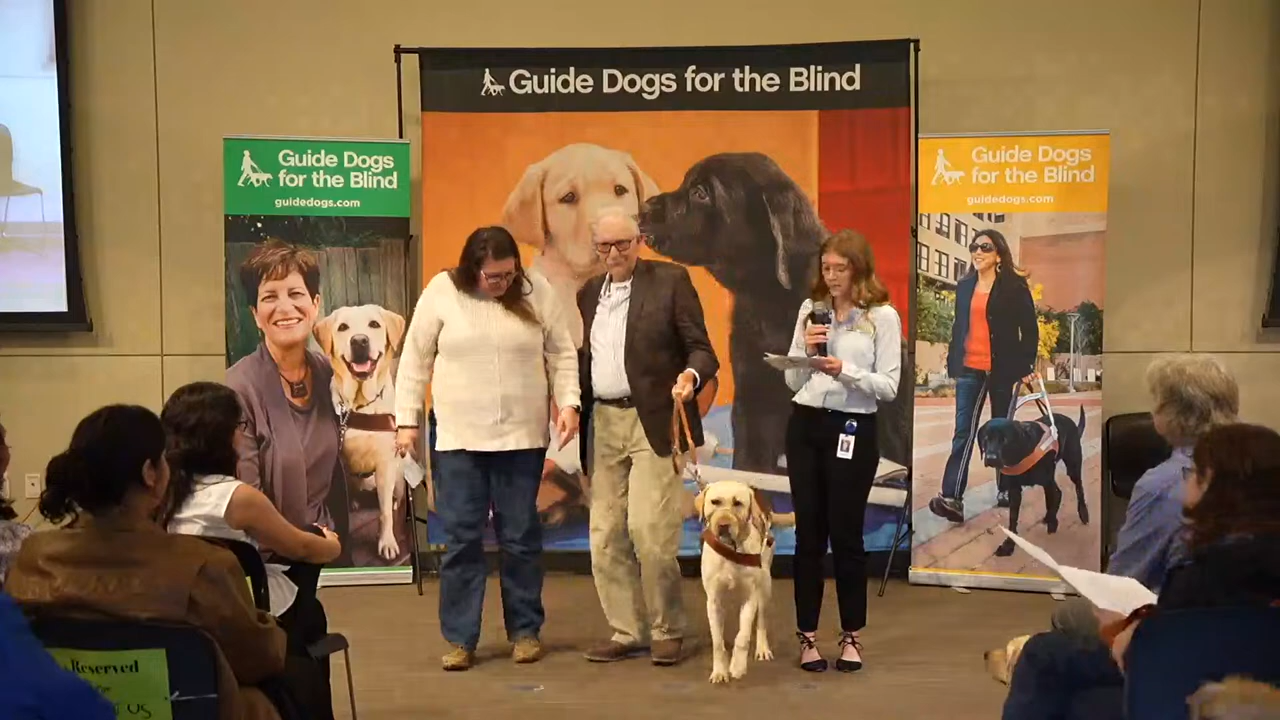 Guide Dogs for the Blind
Guide Dogs
for the Blind
guidedogs.com
Guide Dogs
for the Blind
guidedogs.com
Reserved
US